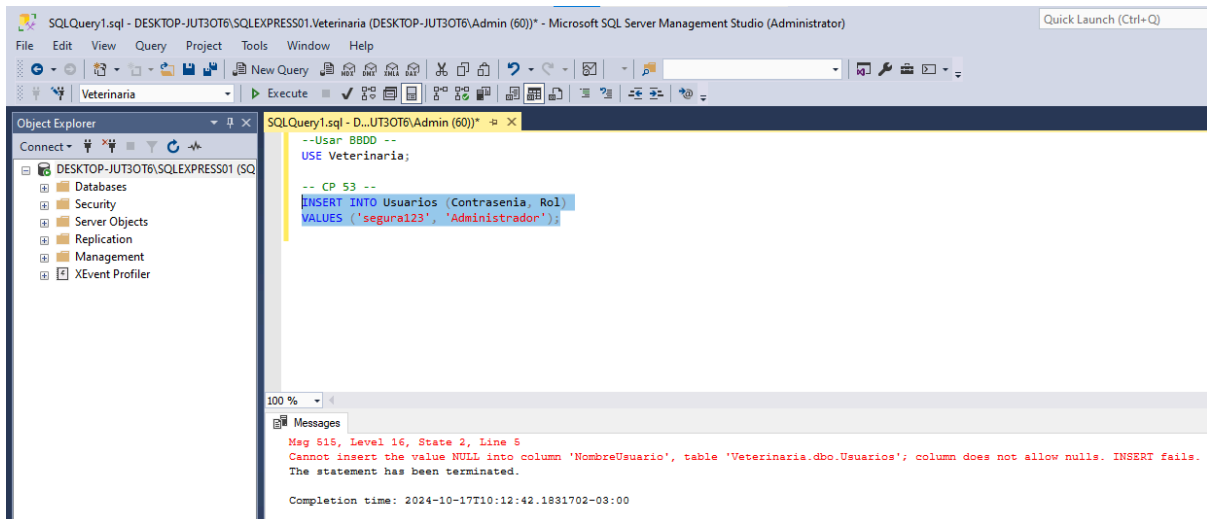 SQLQuery1.sql - DESKTOP-JUT3OT6\SQLEXPRESS01.Veterinaria (DESKTOP-JUT3OT6\Admin (60))* - Microsoft SQL Server Management Studio (Administrator)
Quick Launch (Ctrl+Q)
File Edit View Query Project Tools Window Help
New Query MDX DMX XMLA DAX
Veterinaria Execute
Object Explorer
SQLQuery1.sql - D...UT3OT6\Admin (60))*
Connect
DESKTOP-JUT3OT6\SQLEXPRESS01 (SQ
Databases
Security
Server Objects
Replication
Management
XEvent Profiler
--Usar BBDD --
USE Veterinaria;
-- CP 53 --
INSERT INTO Usuarios (Contrasenia, Rol)
VALUES ('segura123', 'Administrador');
100 %
Messages
Msg 515, Level 16, State 2, Line 5
Cannot insert the value NULL into column 'NombreUsuario', table 'Veterinaria.dbo.Usuarios'; column does not allow nulls. INSERT fails.
The statement has been terminated.
Completion time: 2024-10-17T10:12:42.1831702-03:00